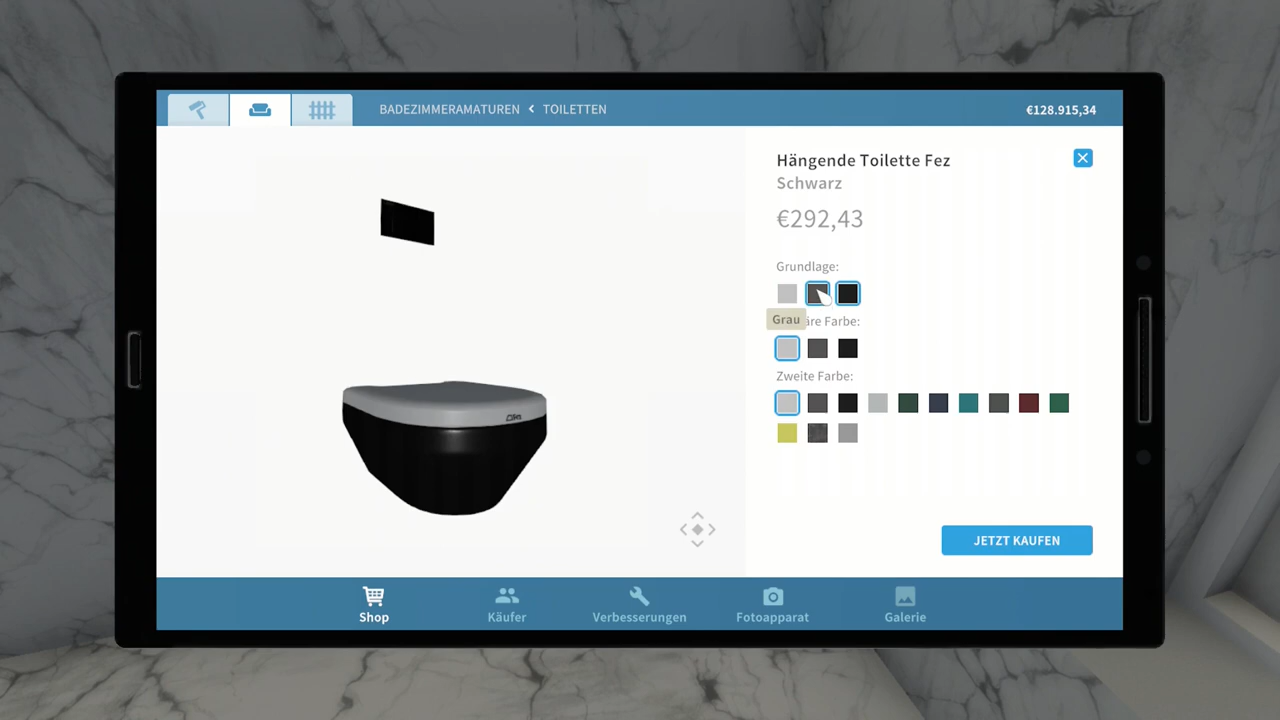 BADEZIMMERAMATUREN < TOILETTEN
€128.915,34
Hängende Toilette Fez
Schwarz
€292,43
Grundlage:
Grau
äre Farbe:
Zweite Farbe:
JETZT KAUFEN
Shop
Käufer
Verbesserungen
Fotoapparat
Galerie